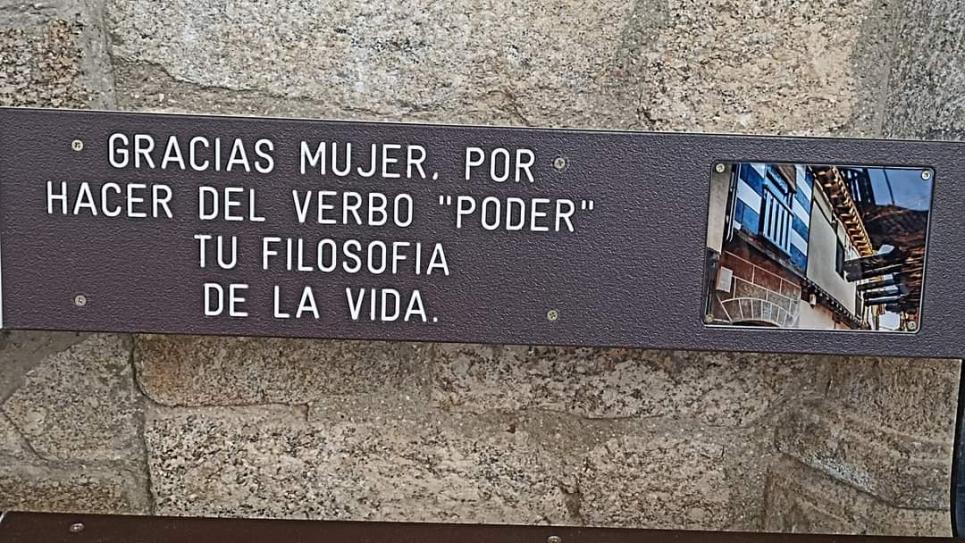 GRACIAS MUJER. POR
HACER DEL VERBO "PODER"
TU FILOSOFIA
DE LA VIDA.